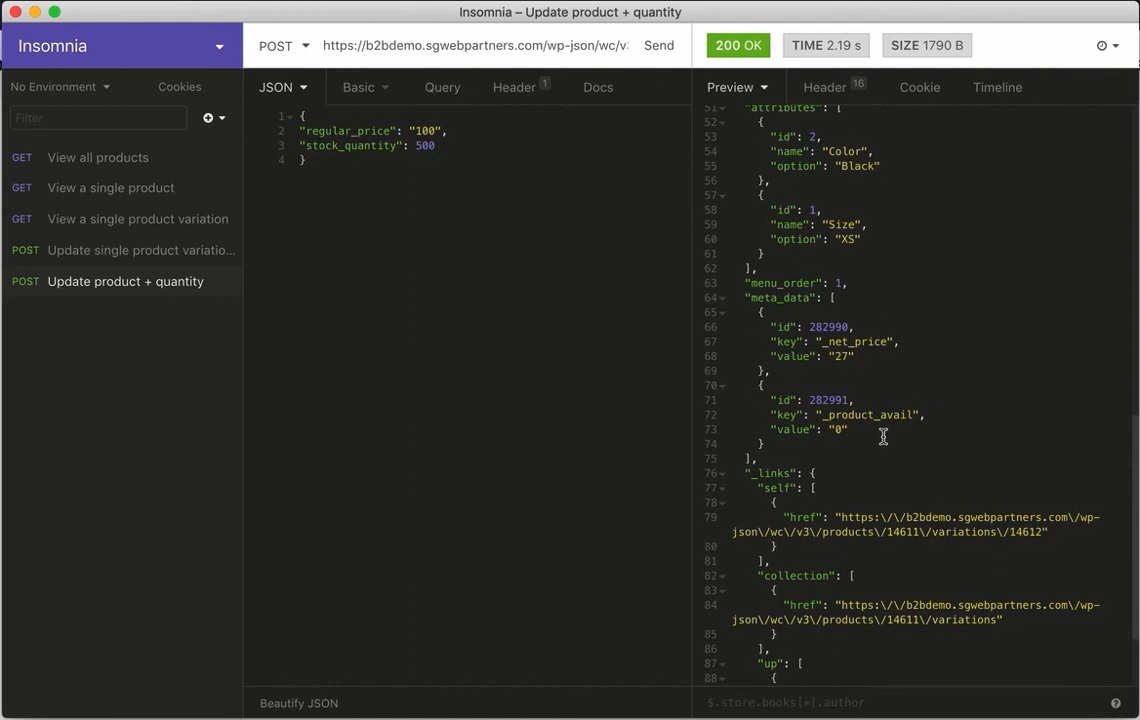 Insomnia – Update product + quantity
Insomnia
POST
https://b2bdemo.sgwebpartners.com/wp-json/wc/v
Send
200 OK
TIME 2.19 s
SIZE 1790 B
No Environment
Cookies
JSON
Basic
Query
Header 1
Docs
Preview
Header 16
Cookie
Timeline
Filter
GET View all products
GET View a single product
GET View a single product variation
POST Update single product variatio...
POST Update product + quantity
1 {
2 "regular_price": "100",
3 "stock_quantity": 500
4 }
51 "attributes": [
52 {
53 "id": 2,
54 "name": "Color",
55 "option": "Black"
56 },
57 {
58 "id": 1,
59 "name": "Size",
60 "option": "XS"
61 }
62 ],
63 "menu_order": 1,
64 "meta_data": [
65 {
66 "id": 282990,
67 "key": "_net_price",
68 "value": "27"
69 },
70 {
71 "id": 282991,
72 "key": "_product_avail",
73 "value": "0"
74 }
75 ],
76 "_links": {
77 "self": [
78 {
79 "href": "https:\/\/b2bdemo.sgwebpartners.com\/wp-
json\/wc\/v3\/products\/14611\/variations\/14612"
80 }
81 ],
82 "collection": [
83 {
84 "href": "https:\/\/b2bdemo.sgwebpartners.com\/wp-
json\/wc\/v3\/products\/14611\/variations"
85 }
86 ],
87 "up": [
88 {
Beautify JSON
$.store.books[*].author